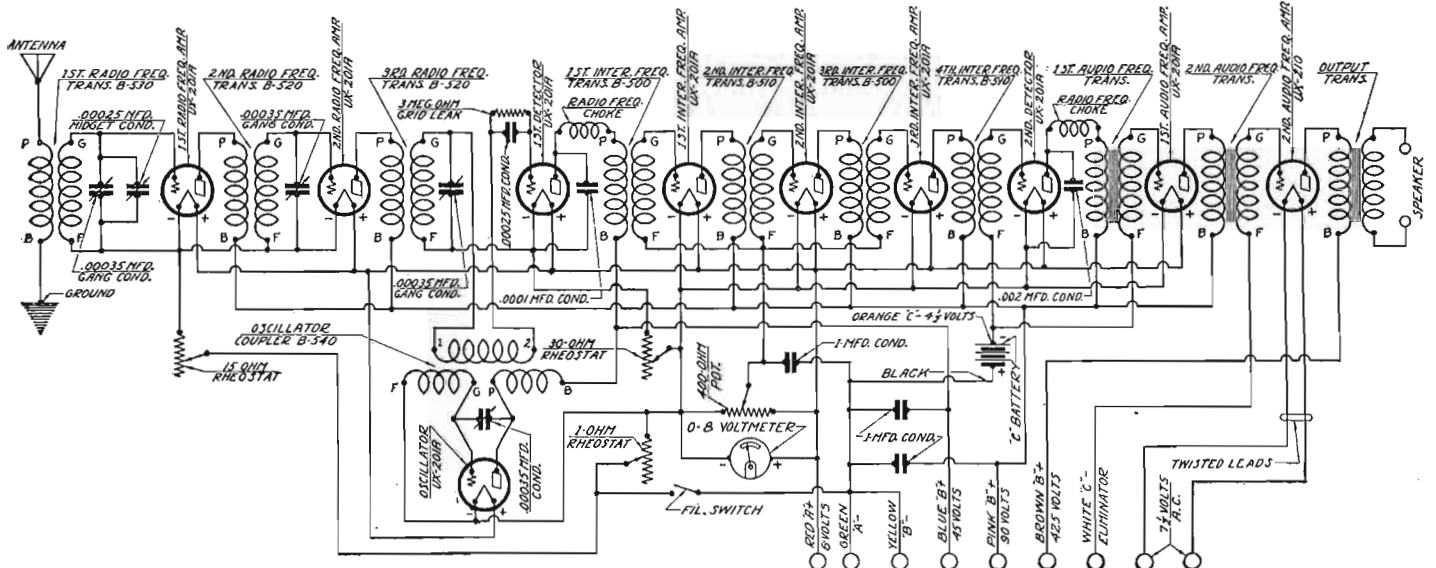 ANTENNA
1ST. RADIO FREQ.
TRANS. B-530
.00025 MFD.
MIDGET COND.
1ST. RADIO FREQ. AMP.
UX-201A
2ND. RADIO FREQ.
TRANS. B-520
.00035 MFD.
GANG COND.
2ND. RADIO FREQ. AMP.
UX-201A
3RD. RADIO FREQ.
TRANS. B-520
3 MEG OHM
GRID LEAK
.00025 MFD. COND.
1ST. DETECTOR
UX-201A
1ST. INTER. FREQ.
TRANS. B-500
RADIO FREQ.
CHOKE
1ST. INTER. FREQ. AMP.
UX-201A
2ND. INTER. FREQ.
TRANS. B-510
2ND. INTER. FREQ. AMP.
UX-201A
3RD. INTER. FREQ.
TRANS. B-500
3RD. INTER. FREQ. AMP.
UX-201A
4TH. INTER. FREQ.
TRANS. B-510
2ND. DETECTOR
UX-201A
1ST. AUDIO FREQ.
TRANS.
RADIO FREQ.
CHOKE
1ST. AUDIO FREQ. AMP.
UX-201A
2ND. AUDIO FREQ.
TRANS.
2ND. AUDIO FREQ. AMP.
UX-210
OUTPUT
TRANS.
P G P G P G P G P G P G P G P G P G P
B F B F B F B F B F B F B F B F B F B
- + - + - + - + - + - + - + - + - + - +
SPEAKER
.00035 MFD.
GANG COND.
GROUND
.00035 MFD.
GANG COND.
.0001 MFD. COND.
.002 MFD. COND.
OSCILLATOR
COUPLER B-540
15 OHM
RHEOSTAT
1 2
F G P B
30-OHM
RHEOSTAT
400-OHM
POT.
1-MFD. COND.
ORANGE "C"- 4½ VOLTS
-
+
BLACK
"C" BATTERY
OSCILLATOR
UX-201A
- +
.00035 MFD.
COND.
1-OHM
RHEOSTAT
0-8 VOLTMETER
- +
1-MFD. COND.
FIL. SWITCH
TWISTED LEADS
RED "A"+
6 VOLTS
GREEN
"A"-
YELLOW
"B"-
BLUE "B"+
45 VOLTS
PINK "B"+
90 VOLTS
BROWN "B"+
425 VOLTS
WHITE "C"-
ELIMINATOR
7½ VOLTS
A.C.